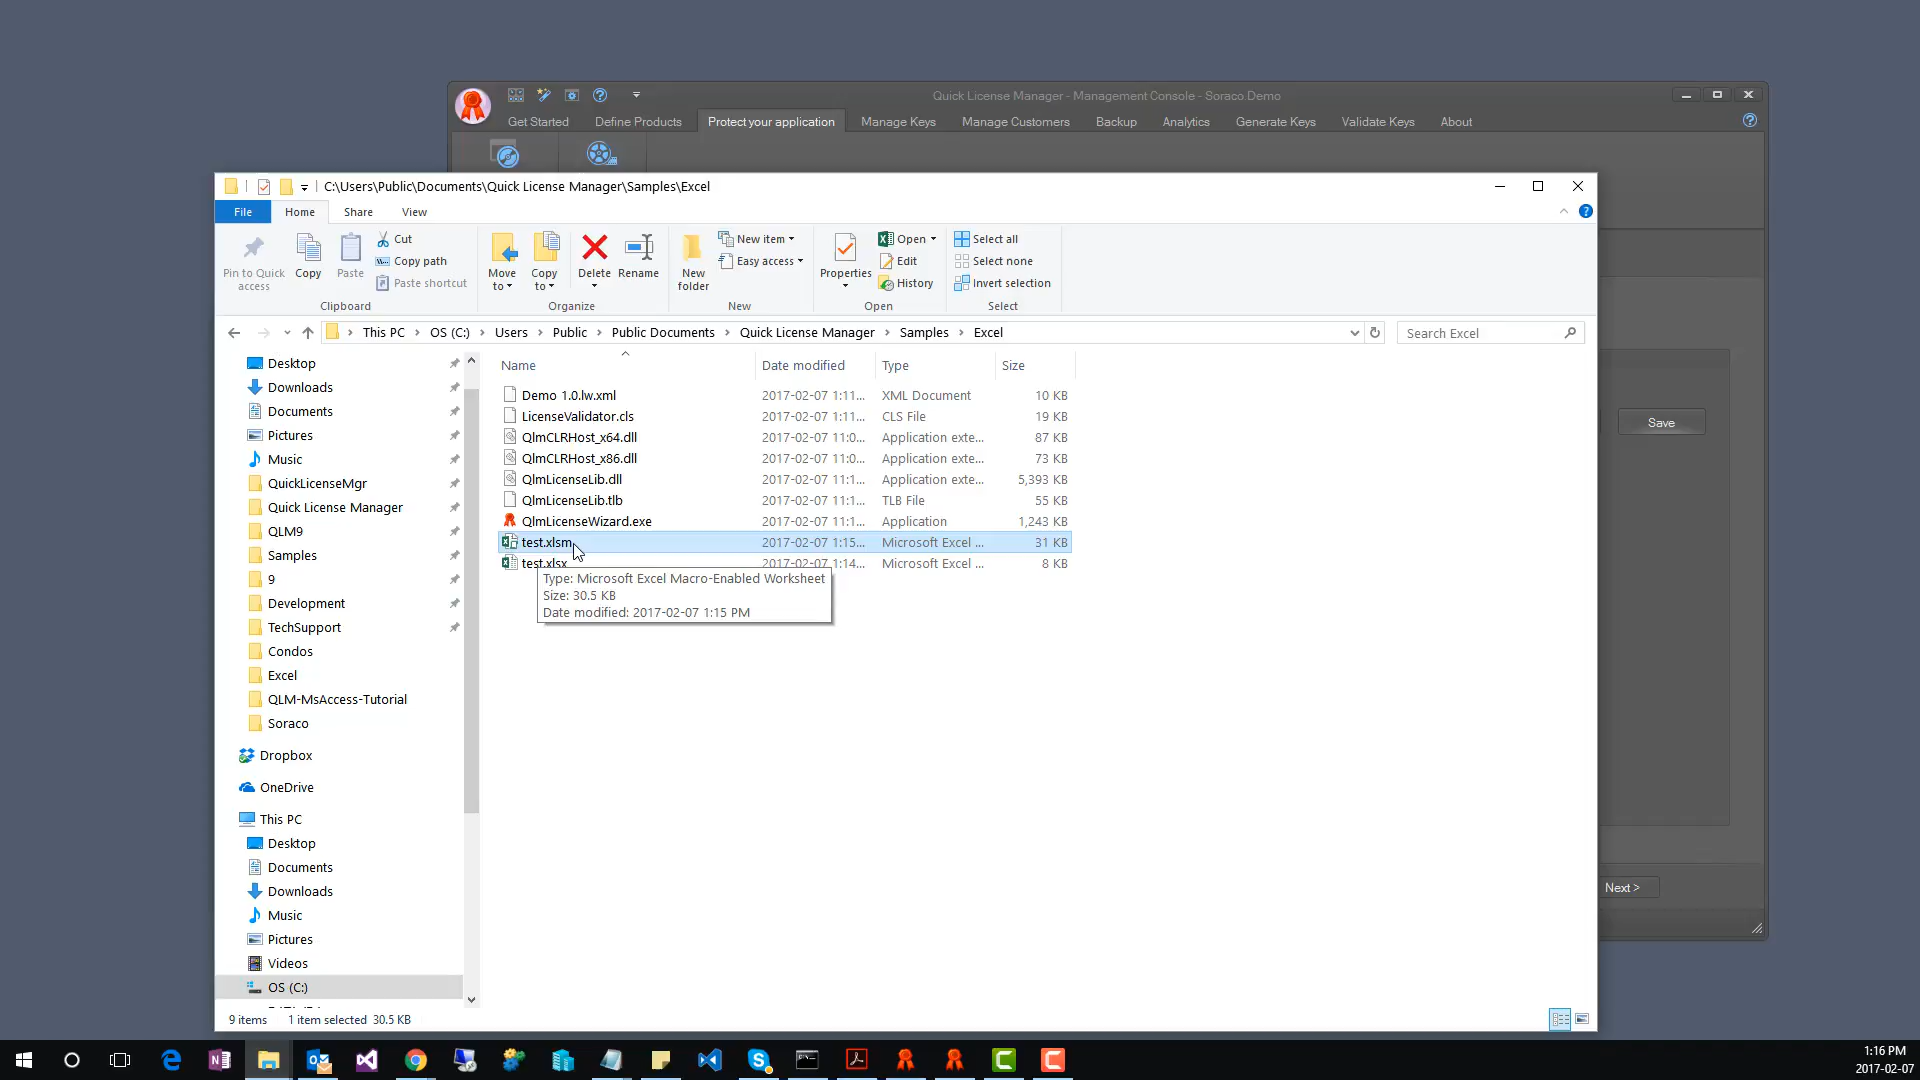 Quick License Manager - Management Console - Soraco Demo
Get Started Define Products Protect your application Manage Keys Manage Customers Backup Analytics Generate Keys Validate Keys About
C:\Users\Public\Documents\Quick License Manager\Samples\Excel
File Home Share View
Pin to Quick access
Copy
Paste
Cut
Copy path
Paste shortcut
Clipboard
Move to
Copy to
Delete
Rename
Organize
New folder
New item
Easy access
New
Properties
Open
Edit
History
Open
Select all
Select none
Invert selection
Select
This PC > OS (C:) > Users > Public > Public Documents > Quick License Manager > Samples > Excel
Search Excel
Desktop
Downloads
Documents
Pictures
Music
QuickLicenseMgr
Quick License Manager
QLM9
Samples
9
Development
TechSupport
Condos
Excel
QLM-MsAccess-Tutorial
Soraco
Dropbox
OneDrive
This PC
Desktop
Documents
Downloads
Music
Pictures
Videos
OS (C:)
Name Date modified Type Size
Demo 1.0.lw.xml 2017-02-07 1:11... XML Document 10 KB
LicenseValidator.cls 2017-02-07 1:11... CLS File 19 KB
QlmCLRHost_x64.dll 2017-02-07 11:0... Application exte... 87 KB
QlmCLRHost_x86.dll 2017-02-07 11:0... Application exte... 73 KB
QlmLicenseLib.dll 2017-02-07 11:1... Application exte... 5,393 KB
QlmLicenseLib.tlb 2017-02-07 11:1... TLB File 55 KB
QlmLicenseWizard.exe 2017-02-07 11:1... Application 1,243 KB
test.xlsm 2017-02-07 1:15... Microsoft Excel ... 31 KB
test.xlsx 2017-02-07 1:14... Microsoft Excel ... 8 KB
Type: Microsoft Excel Macro-Enabled Worksheet
Size: 30.5 KB
Date modified: 2017-02-07 1:15 PM
Save
Next >
9 items 1 item selected 30.5 KB
1:16 PM
2017-02-07